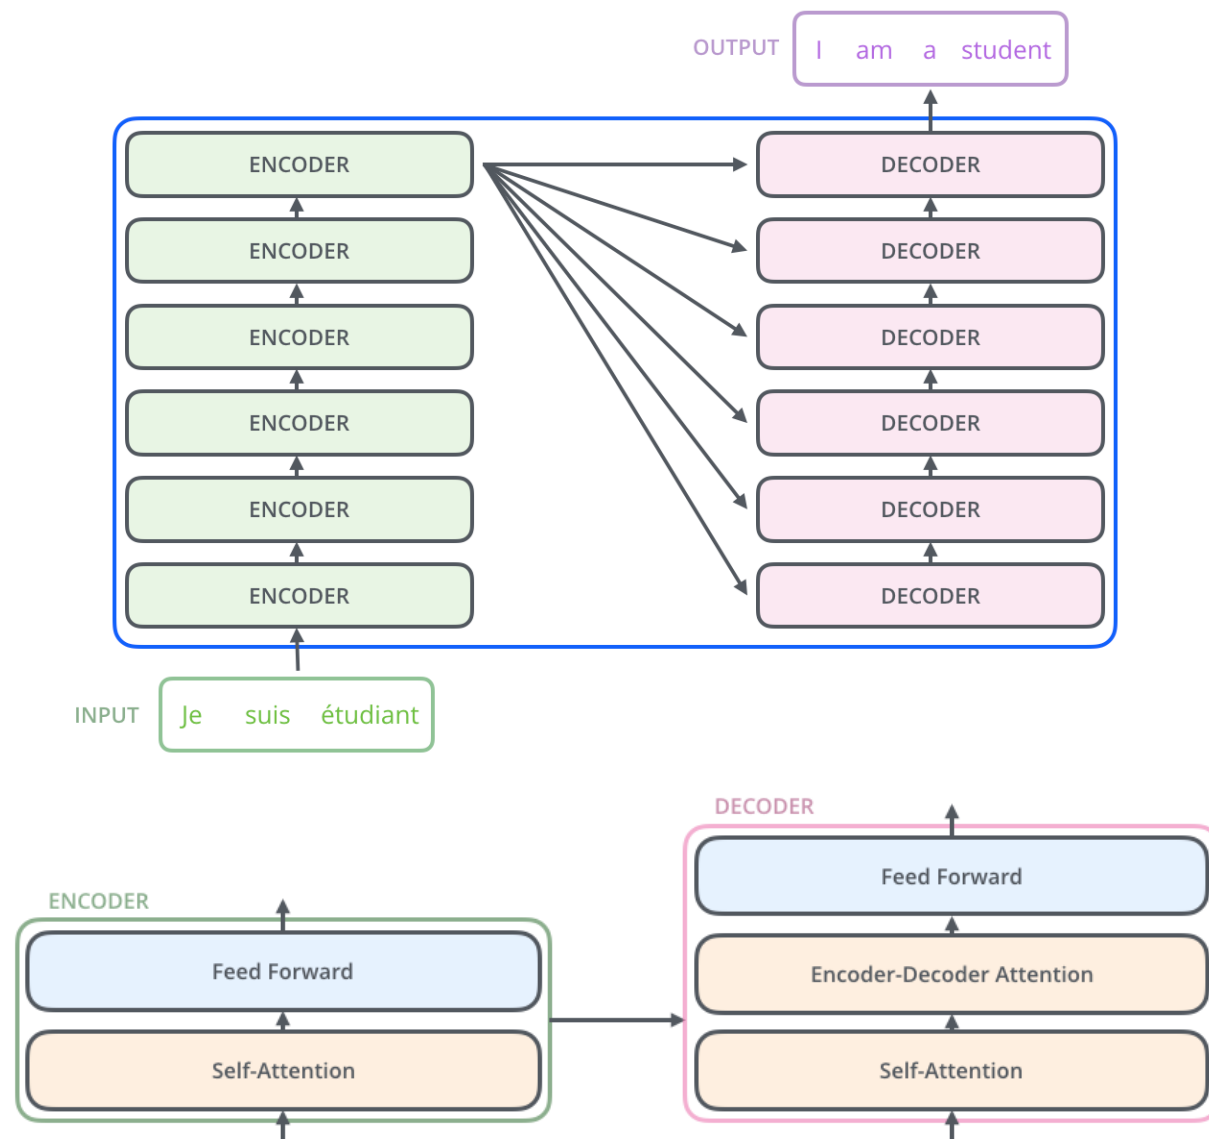 OUTPUT I am a student
ENCODER DECODER
ENCODER DECODER
ENCODER DECODER
ENCODER DECODER
ENCODER DECODER
ENCODER DECODER
INPUT Je suis étudiant
DECODER
Feed Forward
ENCODER
Feed Forward
Encoder-Decoder Attention
Self-Attention
Self-Attention